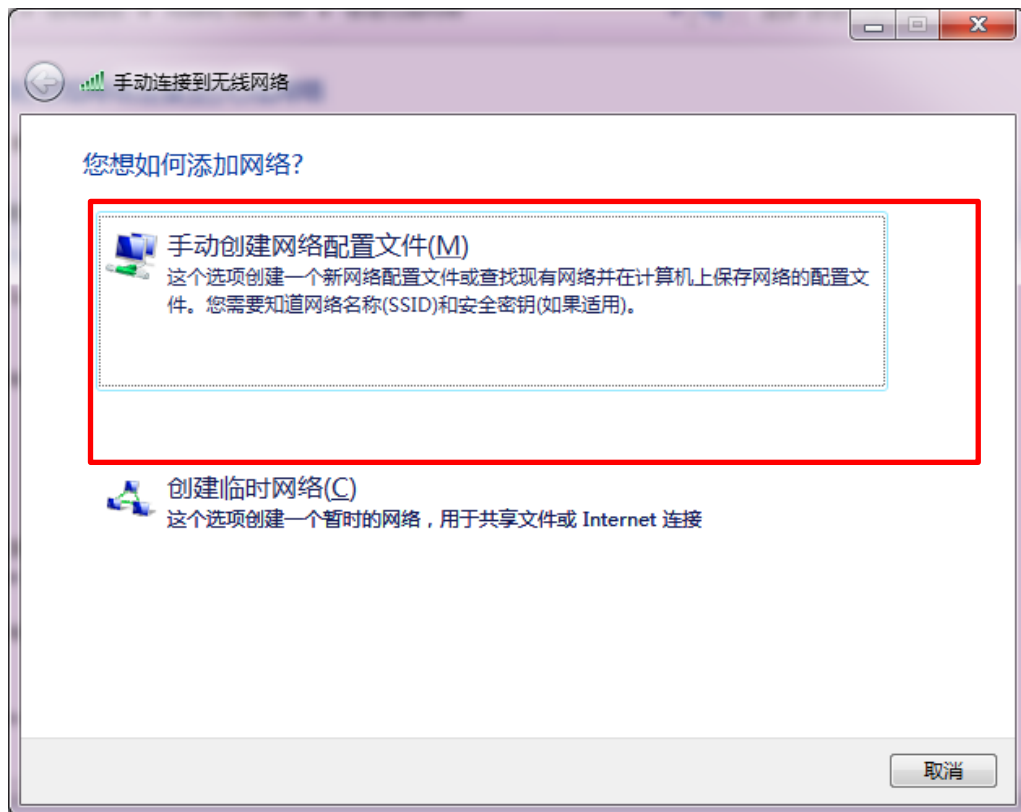 手动连接到无线网络
您想如何添加网络?
手动创建网络配置文件(M)
这个选项创建一个新网络配置文件或查找现有网络并在计算机上保存网络的配置文
件。您需要知道网络名称(SSID)和安全密钥(如果适用)。
创建临时网络(C)
这个选项创建一个暂时的网络，用于共享文件或 Internet 连接
取消